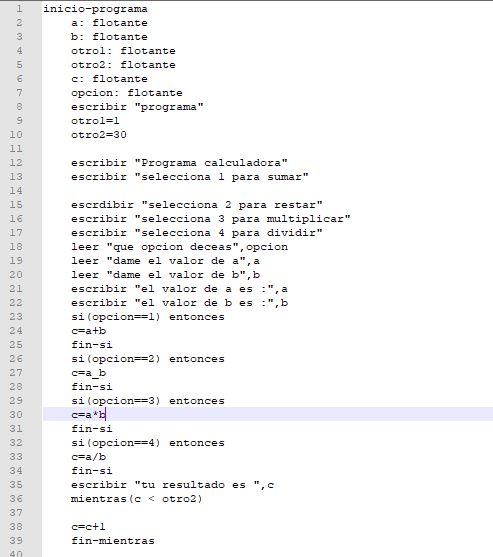 1 inicio-programa
2 a: flotante
3 b: flotante
4 otro1: flotante
5 otro2: flotante
6 c: flotante
7 opcion: flotante
8 escribir "programa"
9 otro1=1
10 otro2=30
11
12 escribir "Programa calculadora"
13 escribir "selecciona 1 para sumar"
14
15 escrdibir "selecciona 2 para restar"
16 escribir "selecciona 3 para multiplicar"
17 escribir "selecciona 4 para dividir"
18 leer "que opcion deceas",opcion
19 leer "dame el valor de a",a
20 leer "dame el valor de b",b
21 escribir "el valor de a es :",a
22 escribir "el valor de b es :",b
23 si(opcion==1) entonces
24 c=a+b
25 fin-si
26 si(opcion==2) entonces
27 c=a_b
28 fin-si
29 si(opcion==3) entonces
30 c=a*b
31 fin-si
32 si(opcion==4) entonces
33 c=a/b
34 fin-si
35 escribir "tu resultado es ",c
36 mientras(c < otro2)
37
38 c=c+1
39 fin-mientras
40